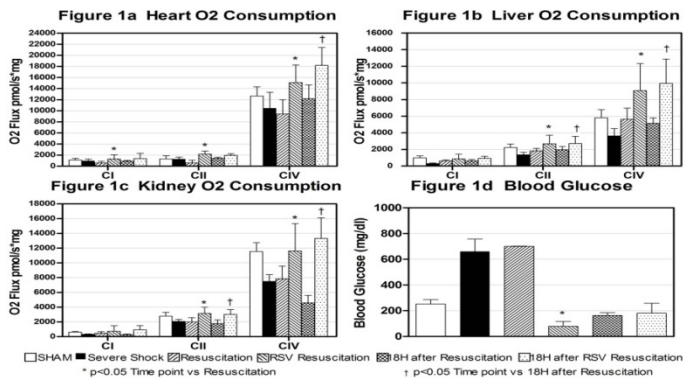 Figure 1a Heart O2 Consumption
O2 Flux pmol/s*mg
24000
22000
20000
18000
16000
14000
12000
10000
8000
6000
4000
2000
0
* * * †
CI CII CIV
Figure 1b Liver O2 Consumption
O2 Flux pmol/s*mg
16000
14000
12000
10000
8000
6000
4000
2000
0
* † * †
CI CII CIV
Figure 1c Kidney O2 Consumption
O2 Flux pmol/s*mg
18000
16000
14000
12000
10000
8000
6000
4000
2000
0
* † * †
CI CII CIV
Figure 1d Blood Glucose
Blood Glucose (mg/dl)
1000
800
600
400
200
0
*
SHAM Severe Shock Resuscitation RSV Resuscitation 18H after Resuscitation 18H after RSV Resuscitation
* p<0.05 Time point vs Resuscitation † p<0.05 Time point vs 18H after Resuscitation